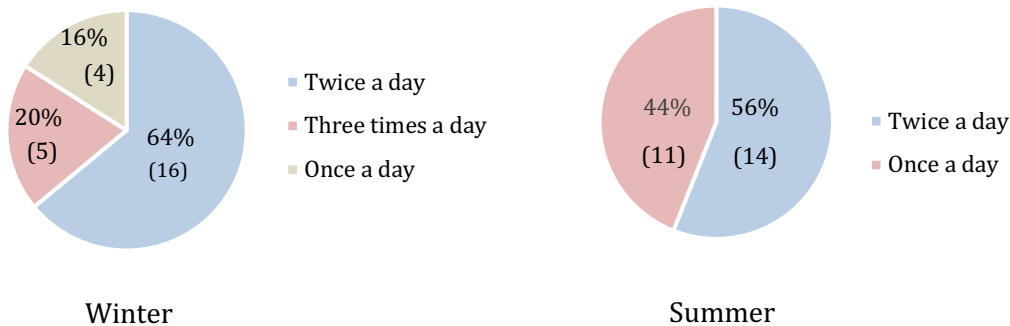 16%
(4)
20%
(5)
64%
(16)
Twice a day
Three times a day
Once a day
Winter
44%
(11)
56%
(14)
Twice a day
Once a day
Summer